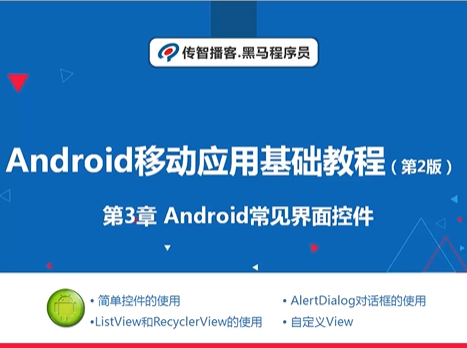 传智播客.黑马程序员
Android移动应用基础教程（第2版）
第3章 Android常见界面控件
• 简单控件的使用
• AlertDialog对话框的使用
• ListView和RecyclerView的使用
• 自定义View